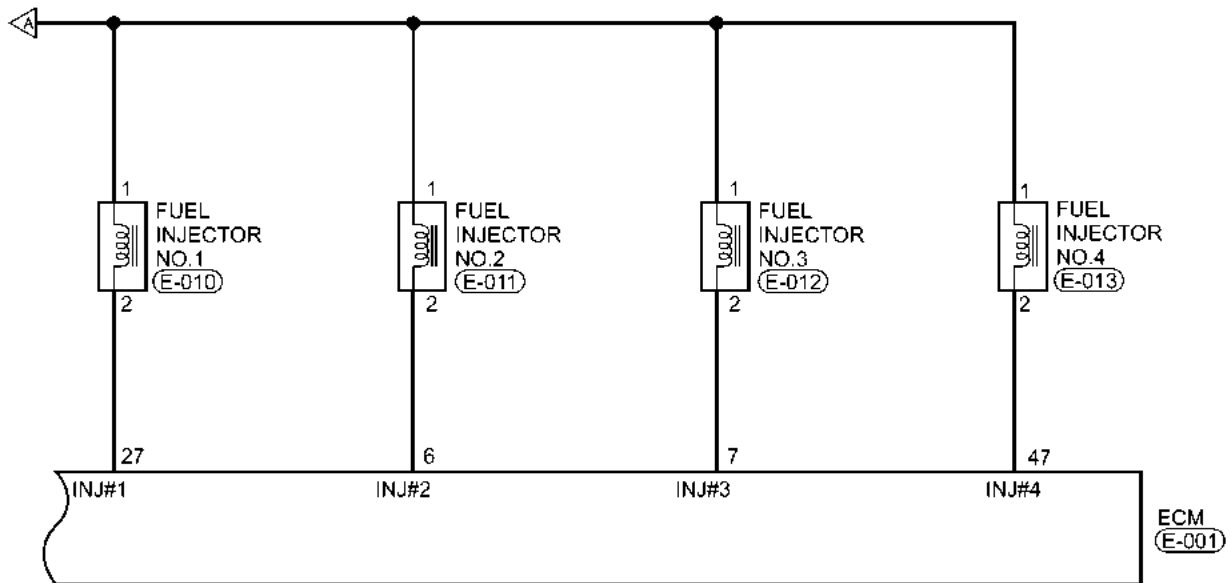 A
1
FUEL
INJECTOR
NO.1
E-010
2
1
FUEL
INJECTOR
NO.2
E-011
2
1
FUEL
INJECTOR
NO.3
E-012
2
1
FUEL
INJECTOR
NO.4
E-013
2
27
6
7
47
INJ#1
INJ#2
INJ#3
INJ#4
ECM
E-001